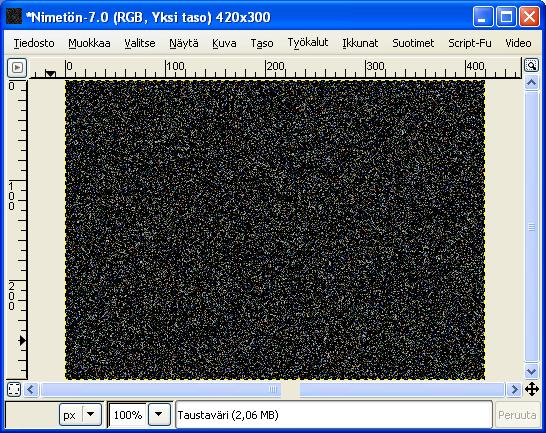 *Nimetön-7.0 (RGB, Yksi taso) 420x300
Tiedosto Muokkaa Valitse Näytä Kuva Taso Työkalut Ikkunat Suotimet Script-Fu Video
0 100 200 300 400
0
100
200
px 100% Taustaväri (2,06 MB) Peruuta